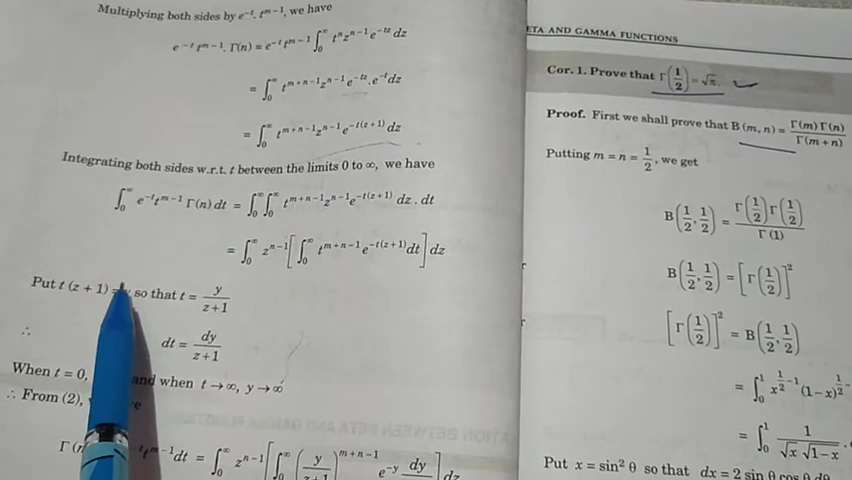 Multiplying both sides by e^{-t}. t^{m-1}, we have
e^{-t} t^{m-1}. Γ(n) = e^{-t} t^{m-1} ∫_0^∞ t^n z^{n-1} e^{-tz} dz
= ∫_0^∞ t^{m+n-1} z^{n-1} e^{-tz}. e^{-t} dz
= ∫_0^∞ t^{m+n-1} z^{n-1} e^{-t(z+1)} dz
Integrating both sides w.r.t. t between the limits 0 to ∞, we have
∫_0^∞ e^{-t} t^{m-1} Γ(n) dt = ∫_0^∞ ∫_0^∞ t^{m+n-1} z^{n-1} e^{-t(z+1)} dz . dt
= ∫_0^∞ z^{n-1} [∫_0^∞ t^{m+n-1} e^{-t(z+1)} dt] dz
Put t (z + 1) = so that t = y/(z+1)
∴ dt = dy/(z+1)
When t = 0, and when t → ∞, y → ∞
∴ From (2),
Γ(n t^{m-1} dt = ∫_0^∞ z^{n-1} [∫_0^∞ (y/(z+1))^{m+n-1} e^{-y} dy ] dz
ETA AND GAMMA FUNCTIONS
Cor. 1. Prove that Γ(1/2) = √π.
Proof. First we shall prove that B (m, n) = Γ(m) Γ(n)/Γ(m + n)
Putting m = n = 1/2, we get
B(1/2, 1/2) = Γ(1/2) Γ(1/2)/Γ(1)
B(1/2, 1/2) = [Γ(1/2)]^2
[Γ(1/2)]^2 = B(1/2, 1/2)
= ∫_0^1 x^{1/2 - 1} (1 - x)^{1/2 -
= ∫_0^1 1/(√x √(1 - x)) .
Put x = sin² θ so that dx = 2 sin θ cos θ dθ